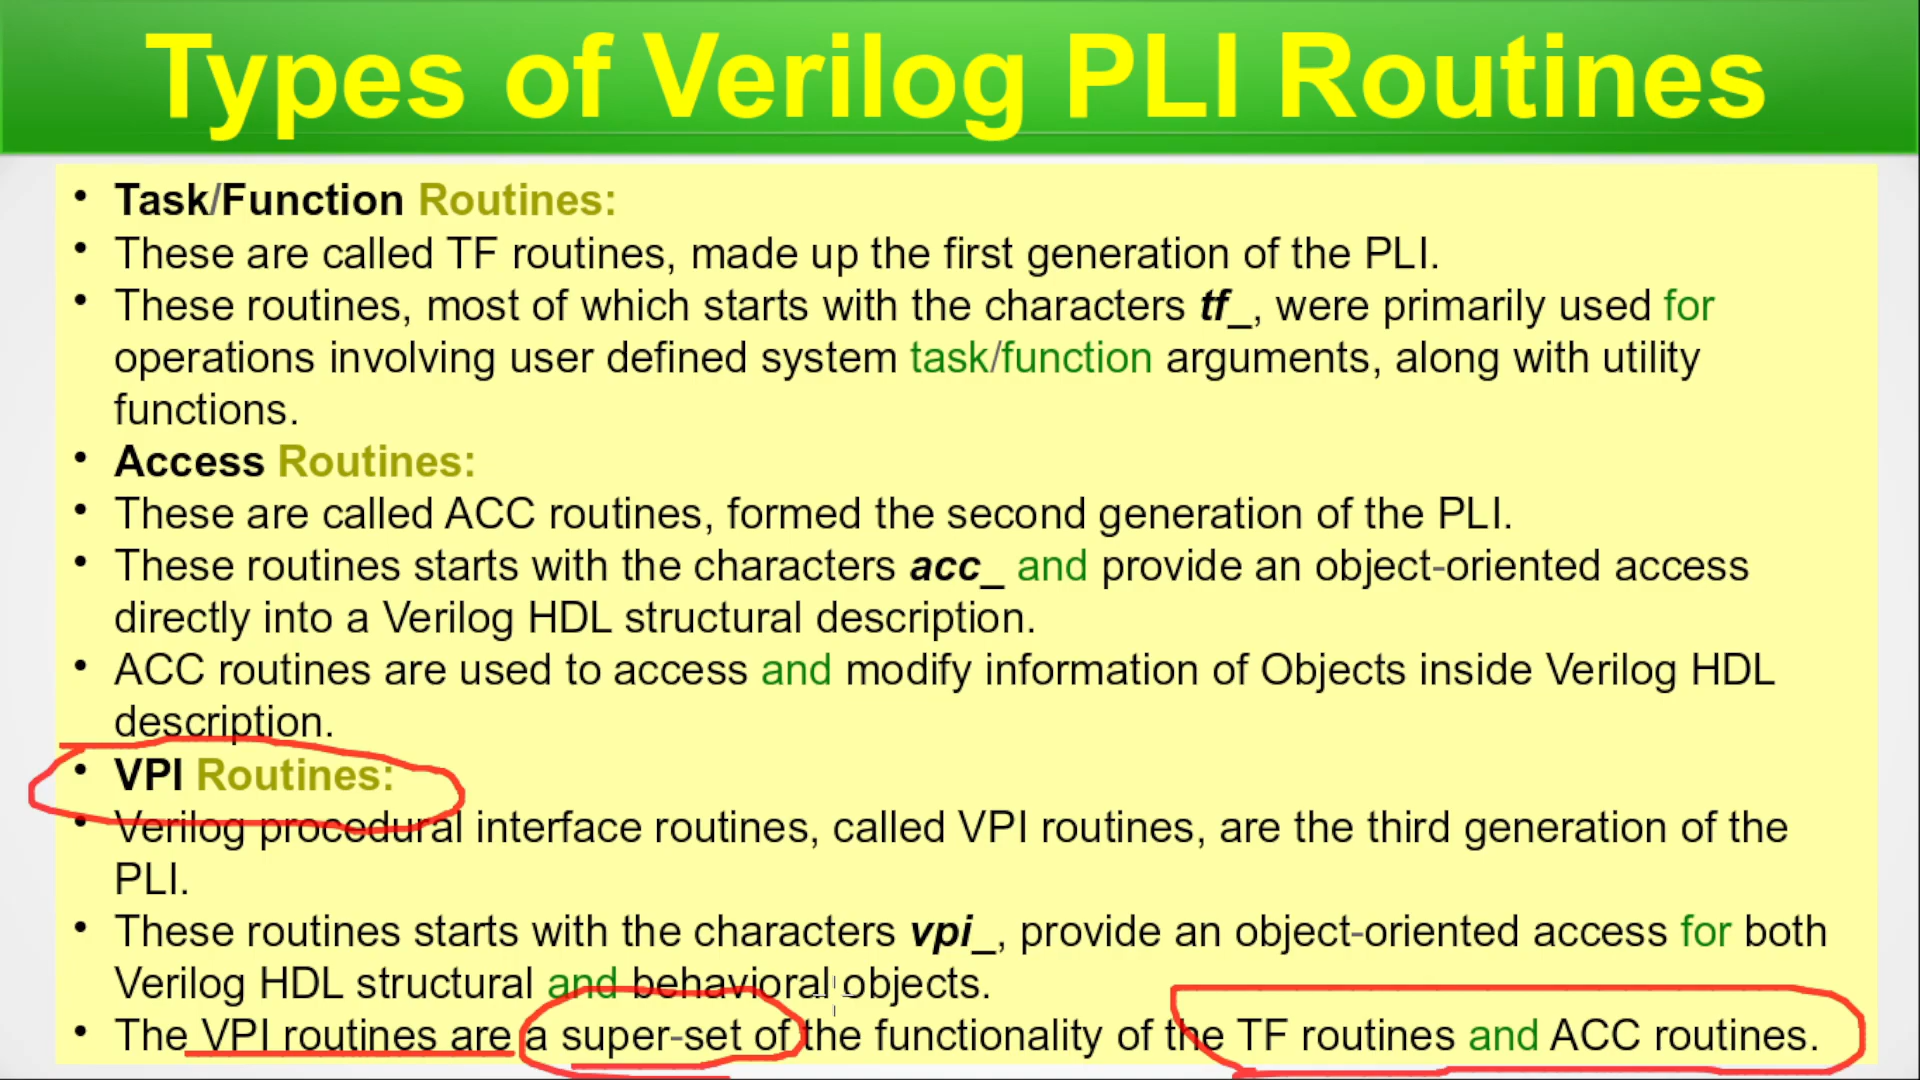 Types of Verilog PLI Routines
• Task/Function Routines:
• These are called TF routines, made up the first generation of the PLI.
• These routines, most of which starts with the characters tf_, were primarily used for
operations involving user defined system task/function arguments, along with utility
functions.
• Access Routines:
• These are called ACC routines, formed the second generation of the PLI.
• These routines starts with the characters acc_ and provide an object-oriented access
directly into a Verilog HDL structural description.
• ACC routines are used to access and modify information of Objects inside Verilog HDL
description.
• VPI Routines:
• Verilog procedural interface routines, called VPI routines, are the third generation of the
PLI.
• These routines starts with the characters vpi_, provide an object-oriented access for both
Verilog HDL structural and behavioral objects.
• The VPI routines are a super-set of the functionality of the TF routines and ACC routines.